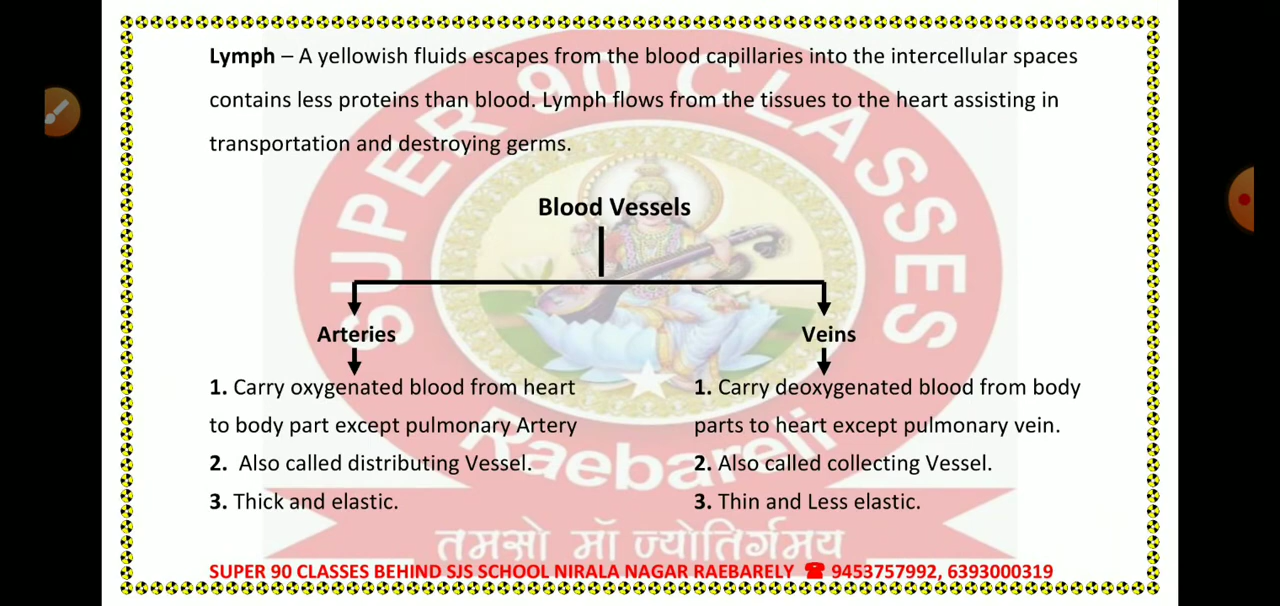 Lymph – A yellowish fluids escapes from the blood capillaries into the intercellular spaces
contains less proteins than blood. Lymph flows from the tissues to the heart assisting in
transportation and destroying germs.
Blood Vessels
Arteries
Veins
1. Carry oxygenated blood from heart
to body part except pulmonary Artery
2. Also called distributing Vessel.
3. Thick and elastic.
1. Carry deoxygenated blood from body
parts to heart except pulmonary vein.
2. Also called collecting Vessel.
3. Thin and Less elastic.
SUPER 90 CLASSES
Raebareli
तमसो माँ ज्योतिर्गमय
SUPER 90 CLASSES BEHIND SJS SCHOOL NIRALA NAGAR RAEBARELY ☎ 9453757992, 6393000319